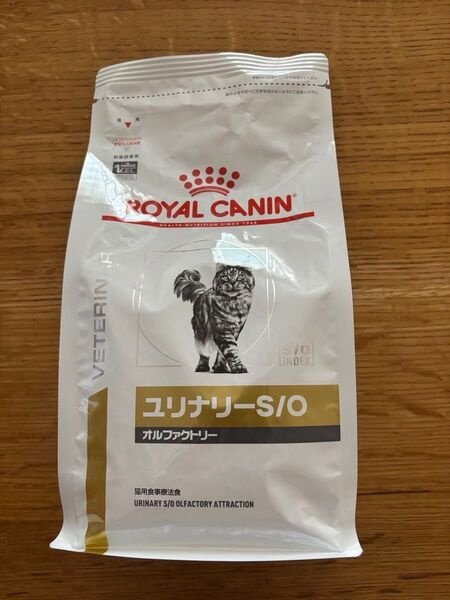 VETERINARY
EXCLUSIVE
ROYAL CANIN
HEALTH NUTRITION SINCE 1968
VETERIN
S/O
INDEX
ユリナリーS/O
オルファクトリー
猫用食事療法食
URINARY S/O OLFACTORY ATTRACTION